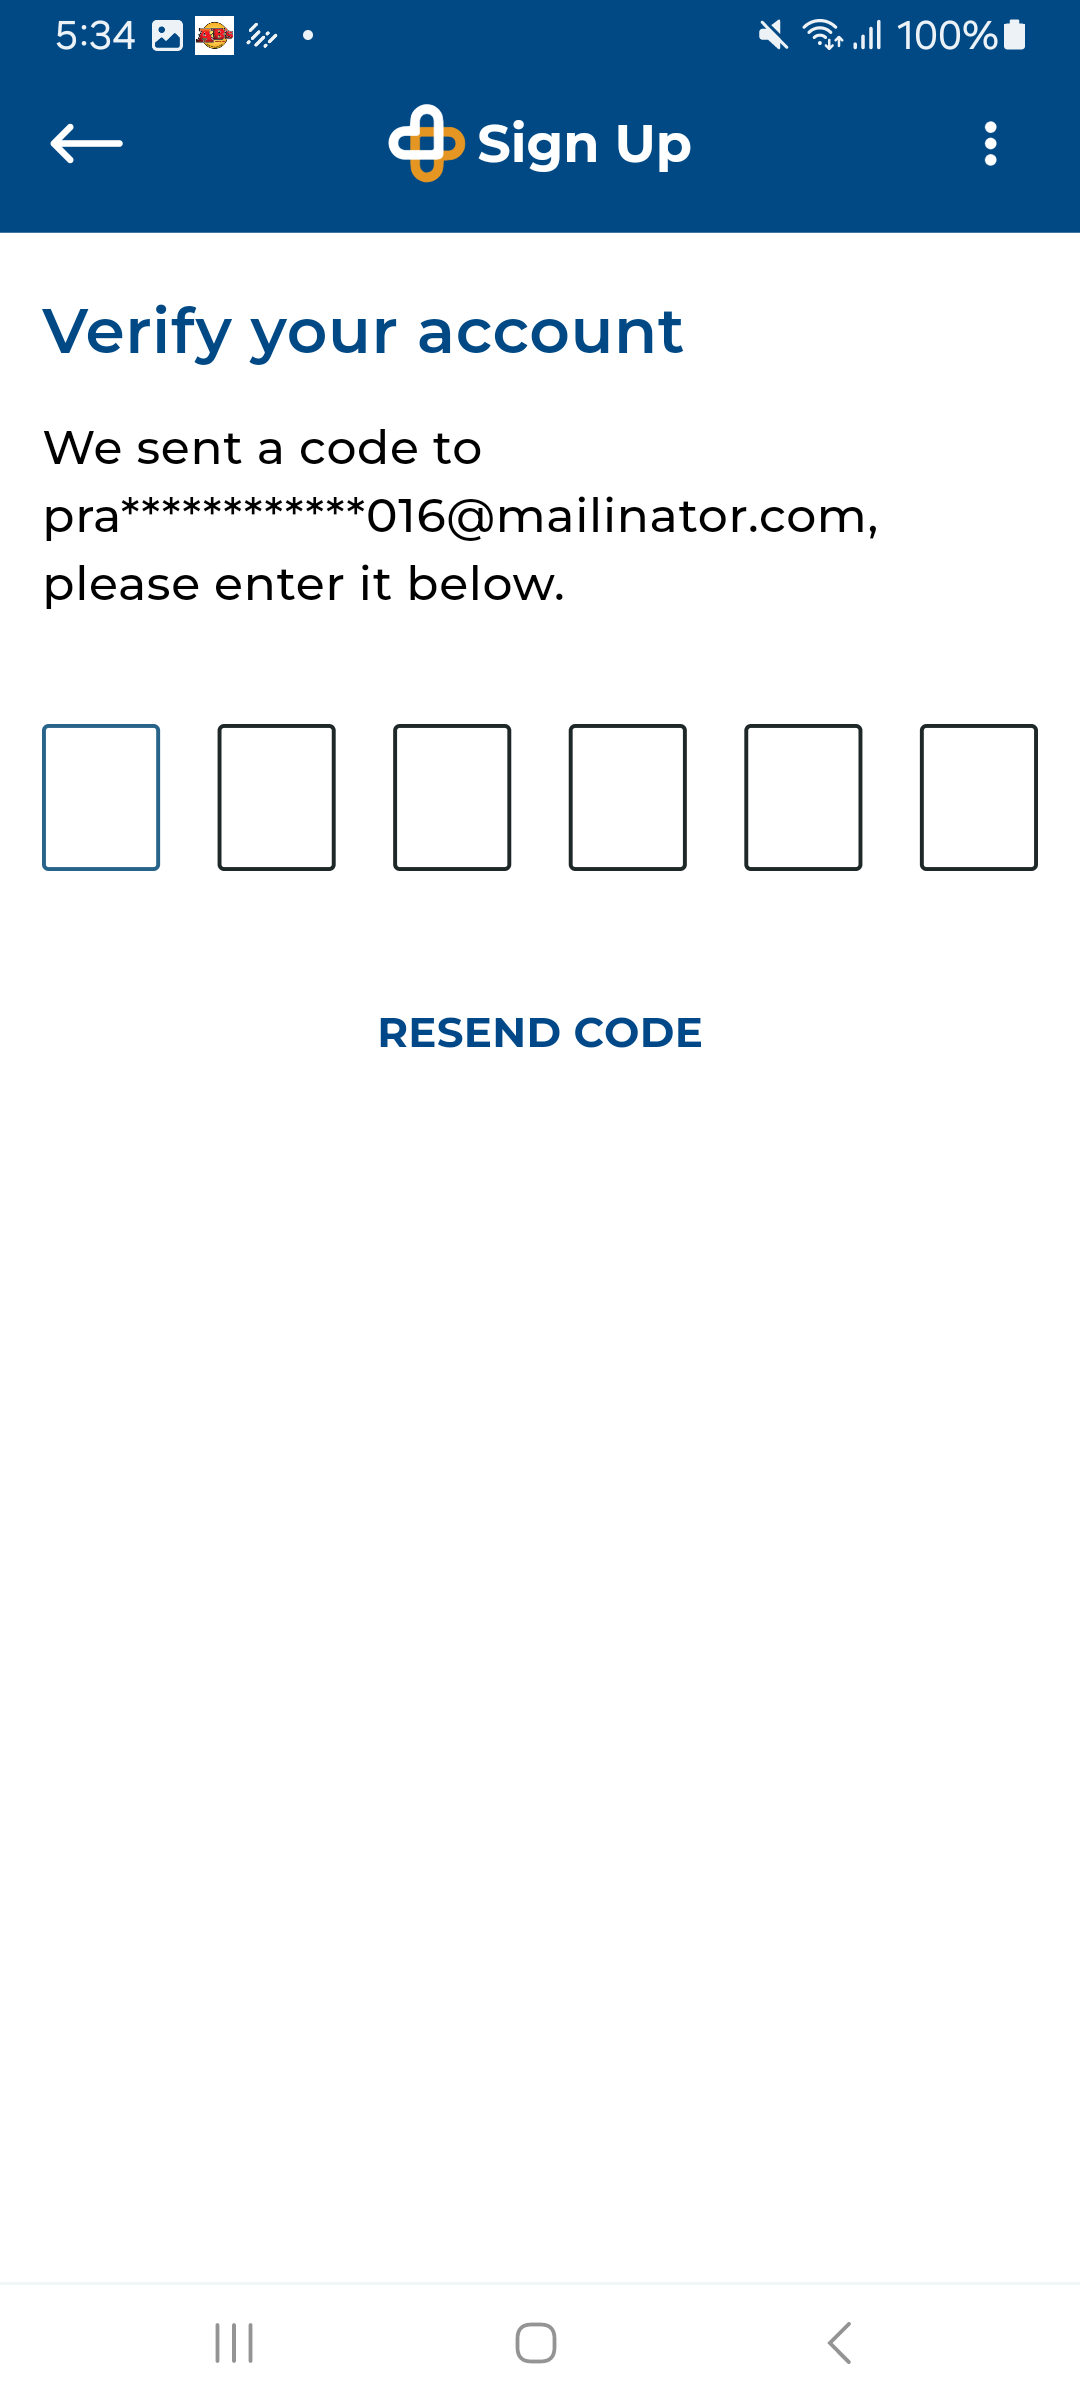 5:34
100%
Sign Up
Verify your account
We sent a code to
pra************016@mailinator.com,
please enter it below.
RESEND CODE